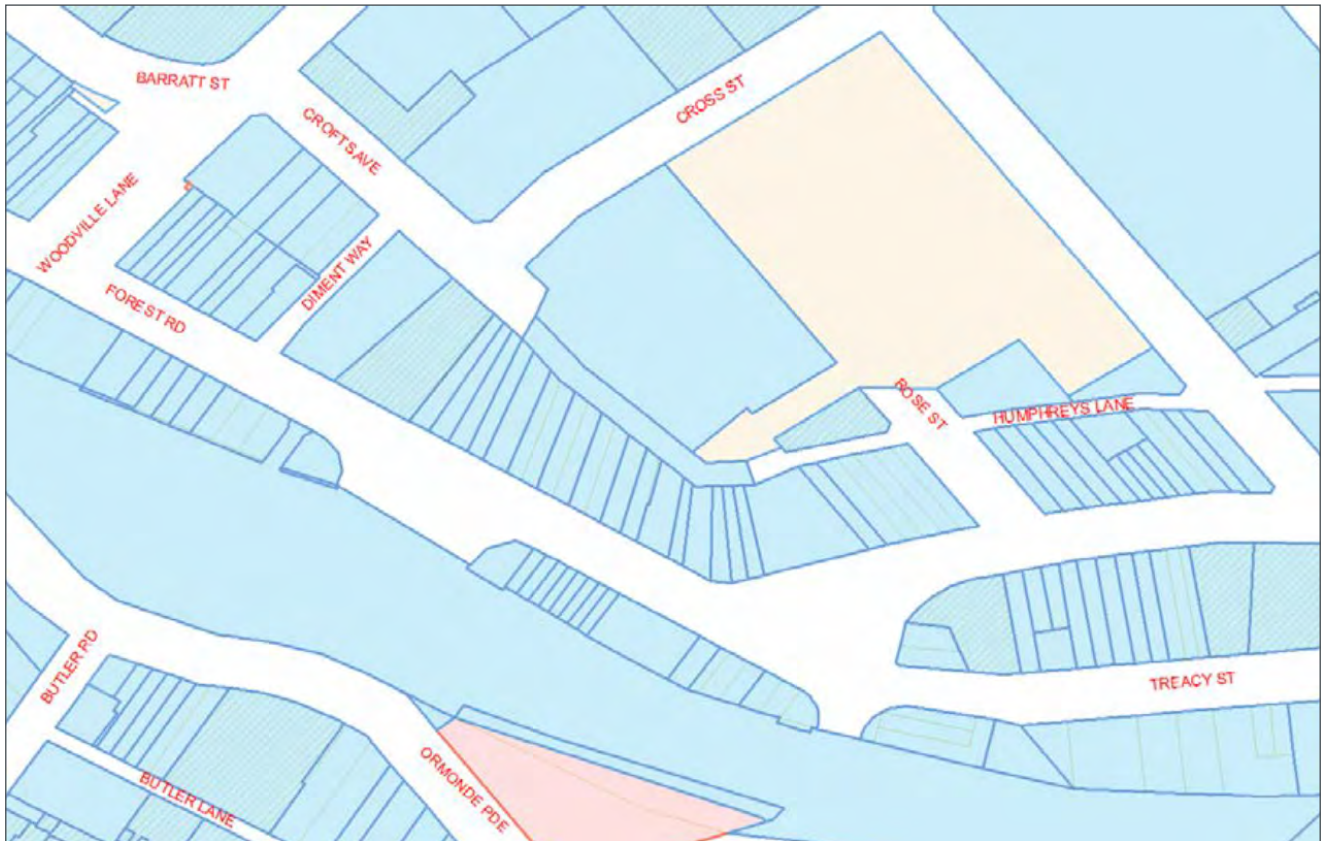 BARRATT ST
CROFTS AVE
CROSS ST
WOODVILLE LANE
DIMENT WAY
FOREST RD
ROSE ST
HUMPHREYS LANE
BUTLER RD
TREACY ST
ORMONDE PDE
BUTLER LANE